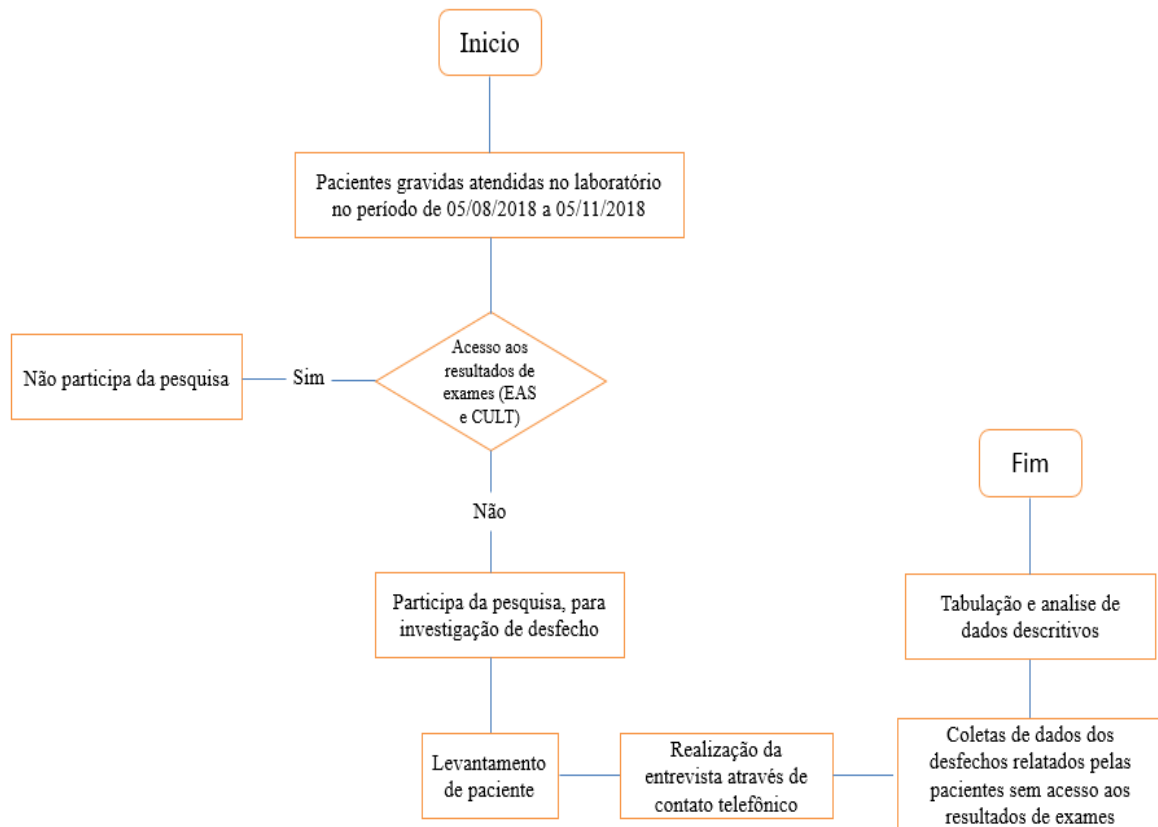 Inicio
Pacientes gravidas atendidas no laboratório
no período de 05/08/2018 a 05/11/2018
Acesso aos
resultados de
exames (EAS
e CULT)
Sim
Não participa da pesquisa
Não
Participa da pesquisa, para
investigação de desfecho
Levantamento
de paciente
Realização da
entrevista através de
contato telefônico
Coletas de dados dos
desfechos relatados pelas
pacientes sem acesso aos
resultados de exames
Tabulação e analise de
dados descritivos
Fim